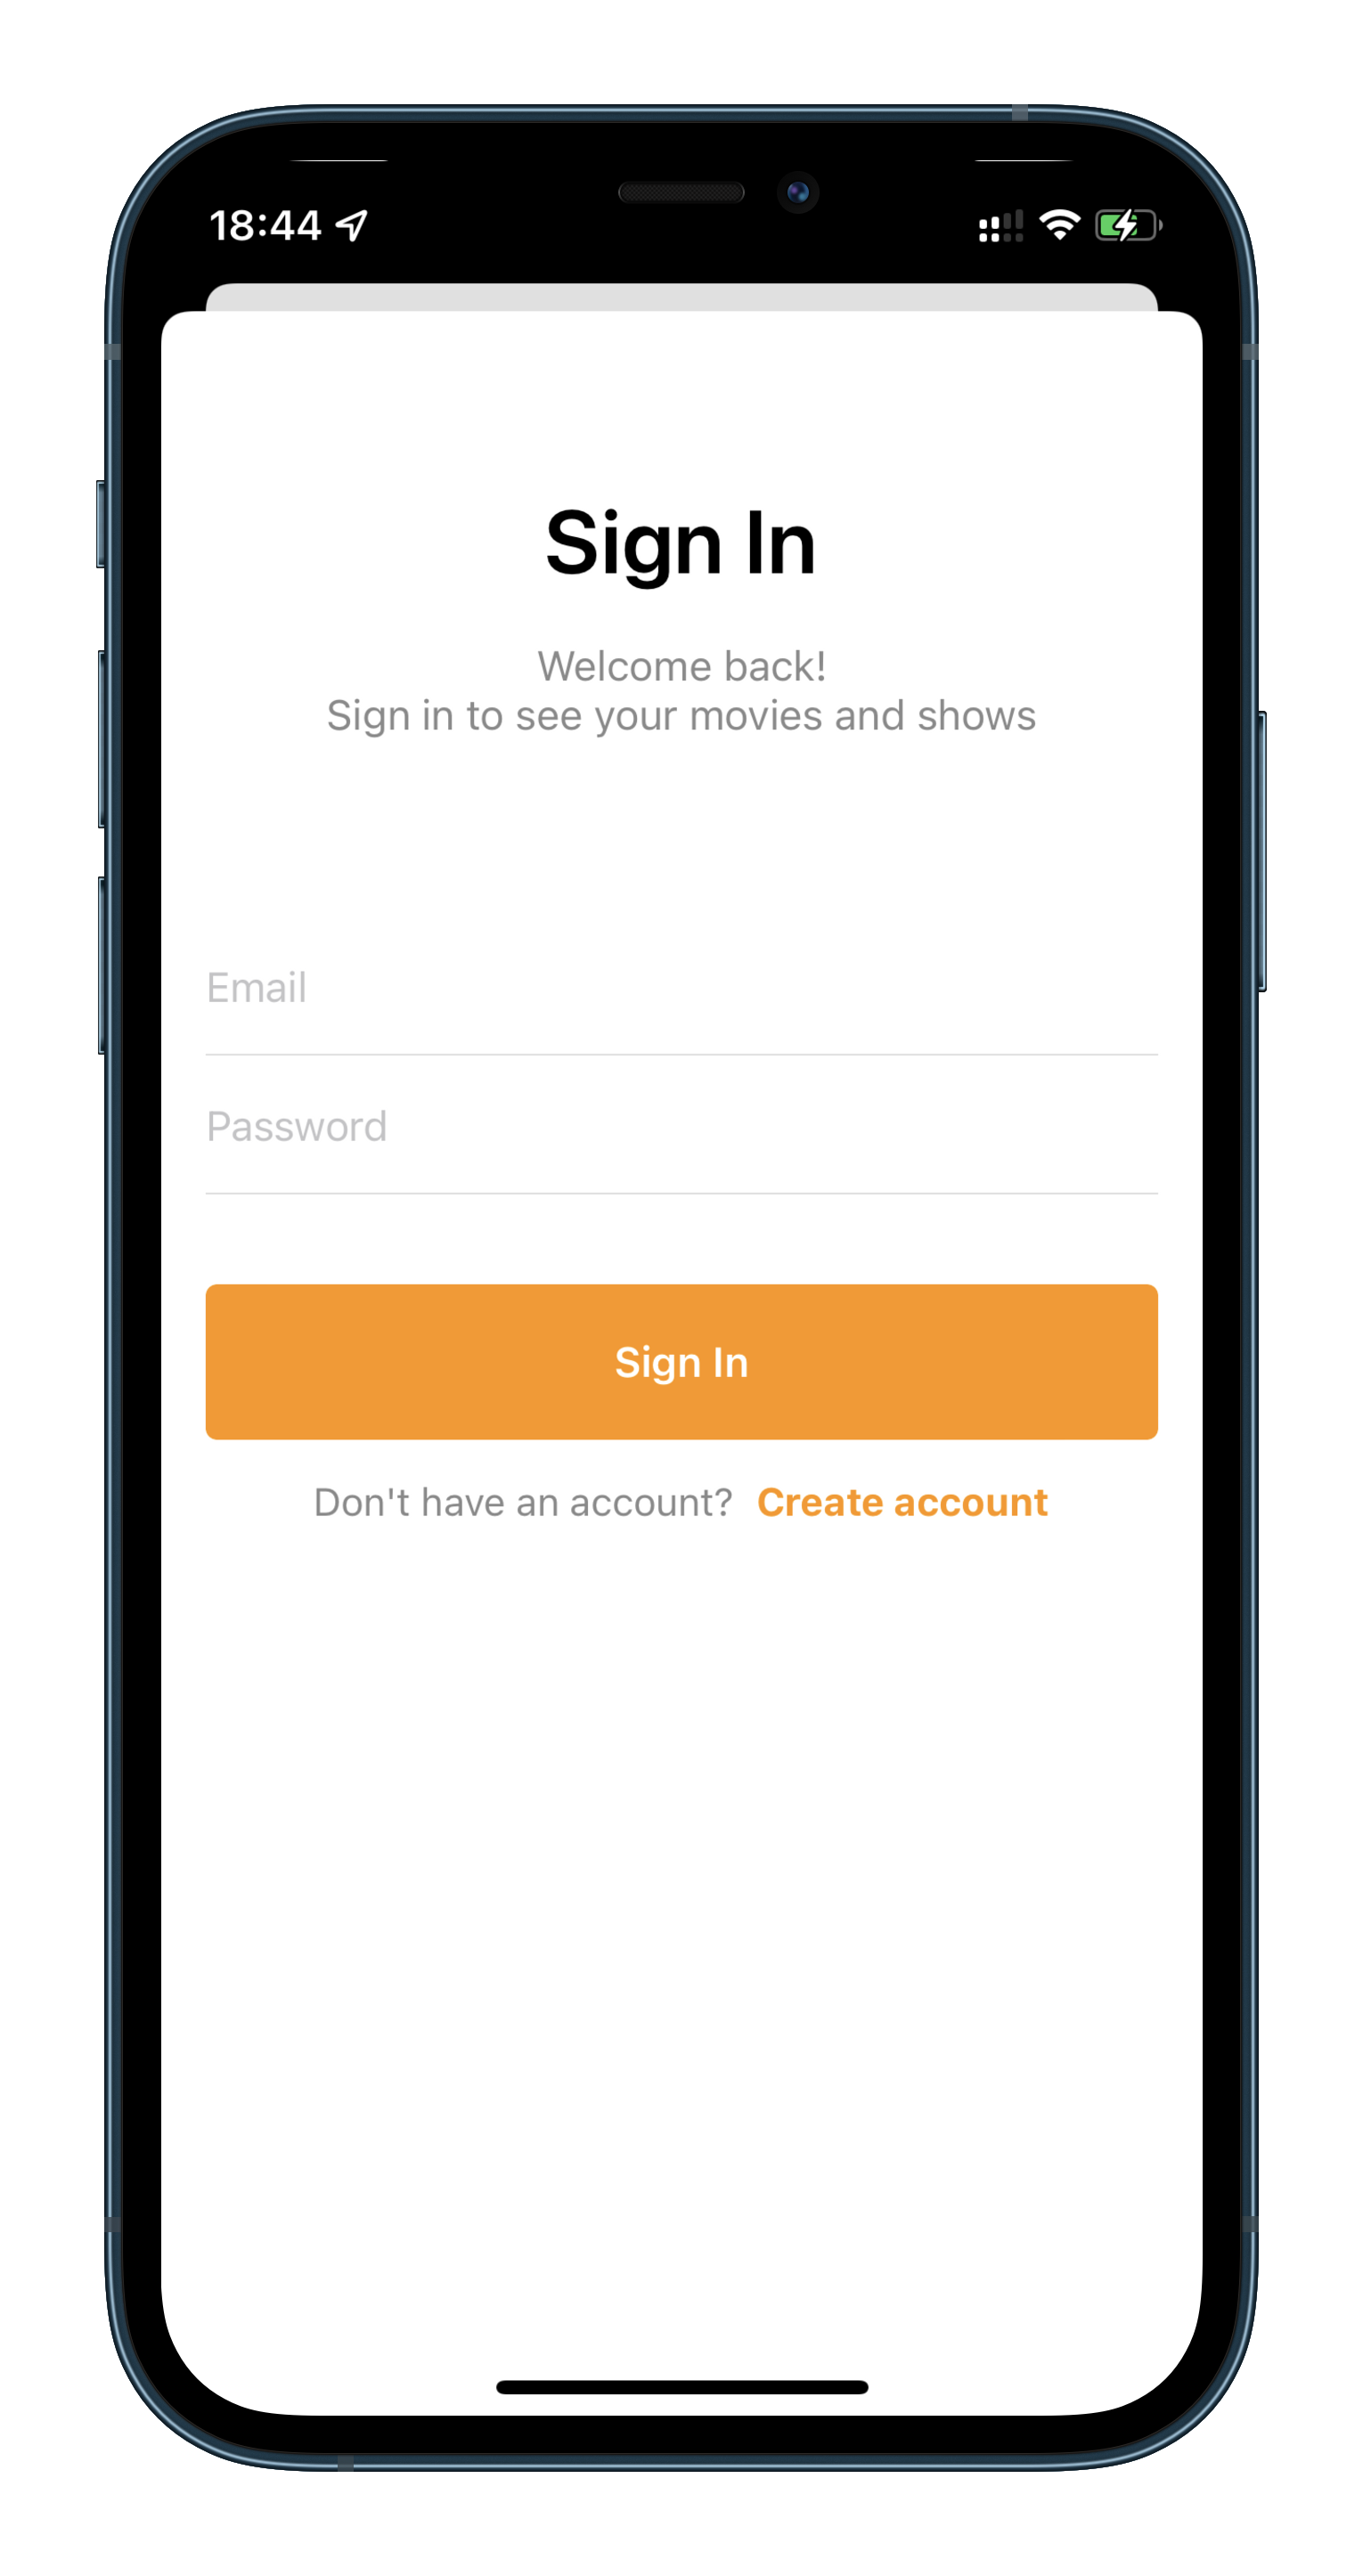 18:44
Sign In
Welcome back!
Sign in to see your movies and shows
Email
Password
Sign In
Don't have an account? Create account